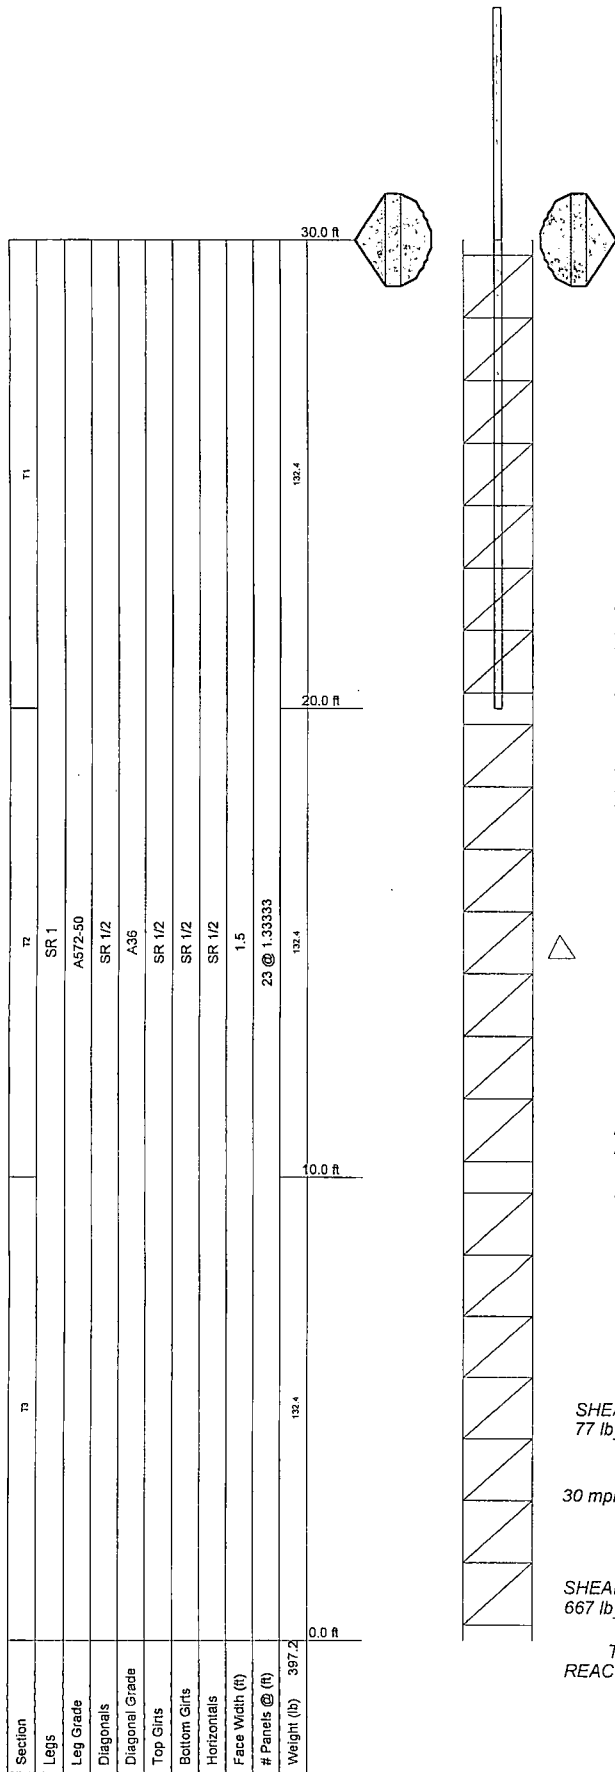 30.0 ft
20.0 ft
10.0 ft
0.0 ft
Section T3 T2 T1
Legs SR 1
Leg Grade A572-50
Diagonals SR 1/2
Diagonal Grade A36
Top Girts SR 1/2
Bottom Girts SR 1/2
Horizontals SR 1/2
Face Width (ft) 1.5
# Panels @ (ft) 23 @ 1.33333
Weight (lb) 397.2 132.4 132.4 132.4
77 lb
667 lb